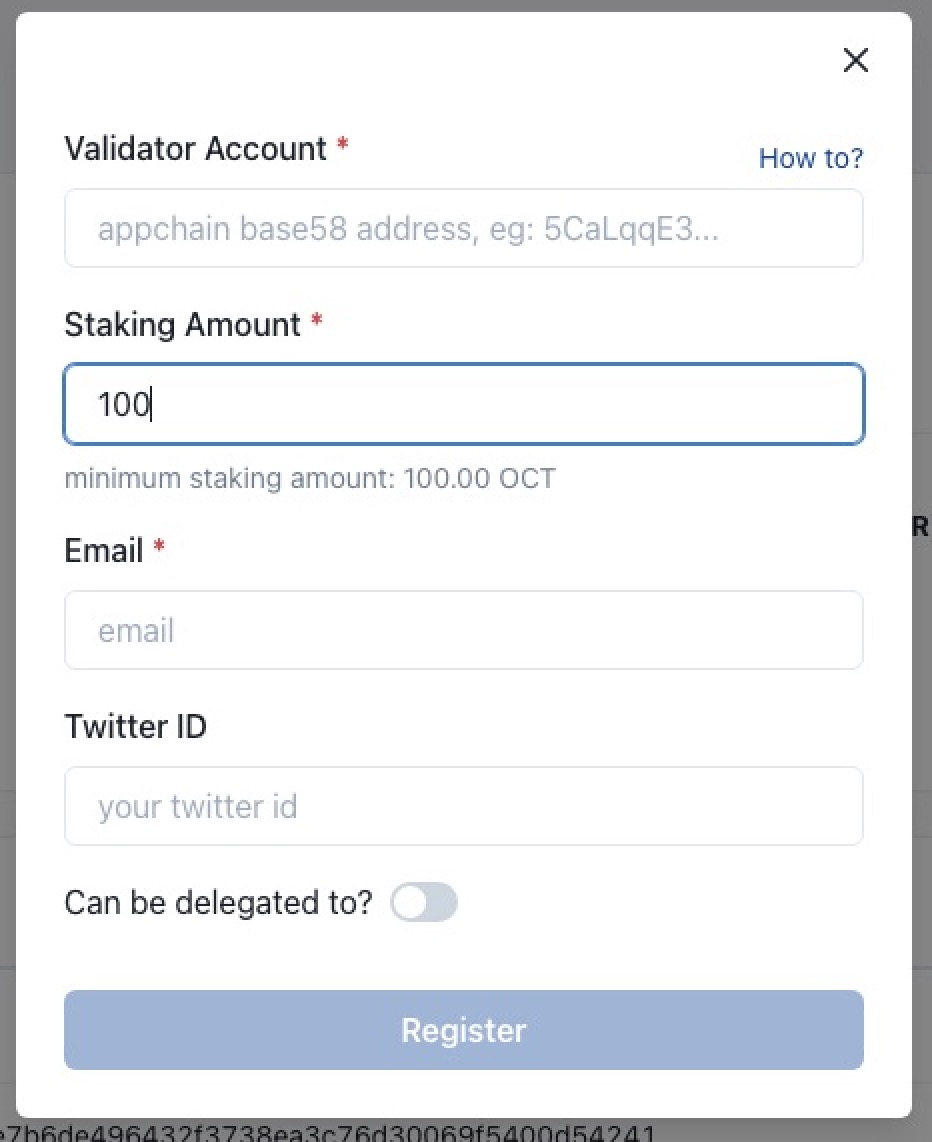 Validator Account *
How to?
appchain base58 address, eg: 5CaLqqE3...
Staking Amount *
100
minimum staking amount: 100.00 OCT
R
Email *
email
Twitter ID
your twitter id
Can be delegated to?
Register
e7b6de496432f3738ea3c76d30069f5400d54241